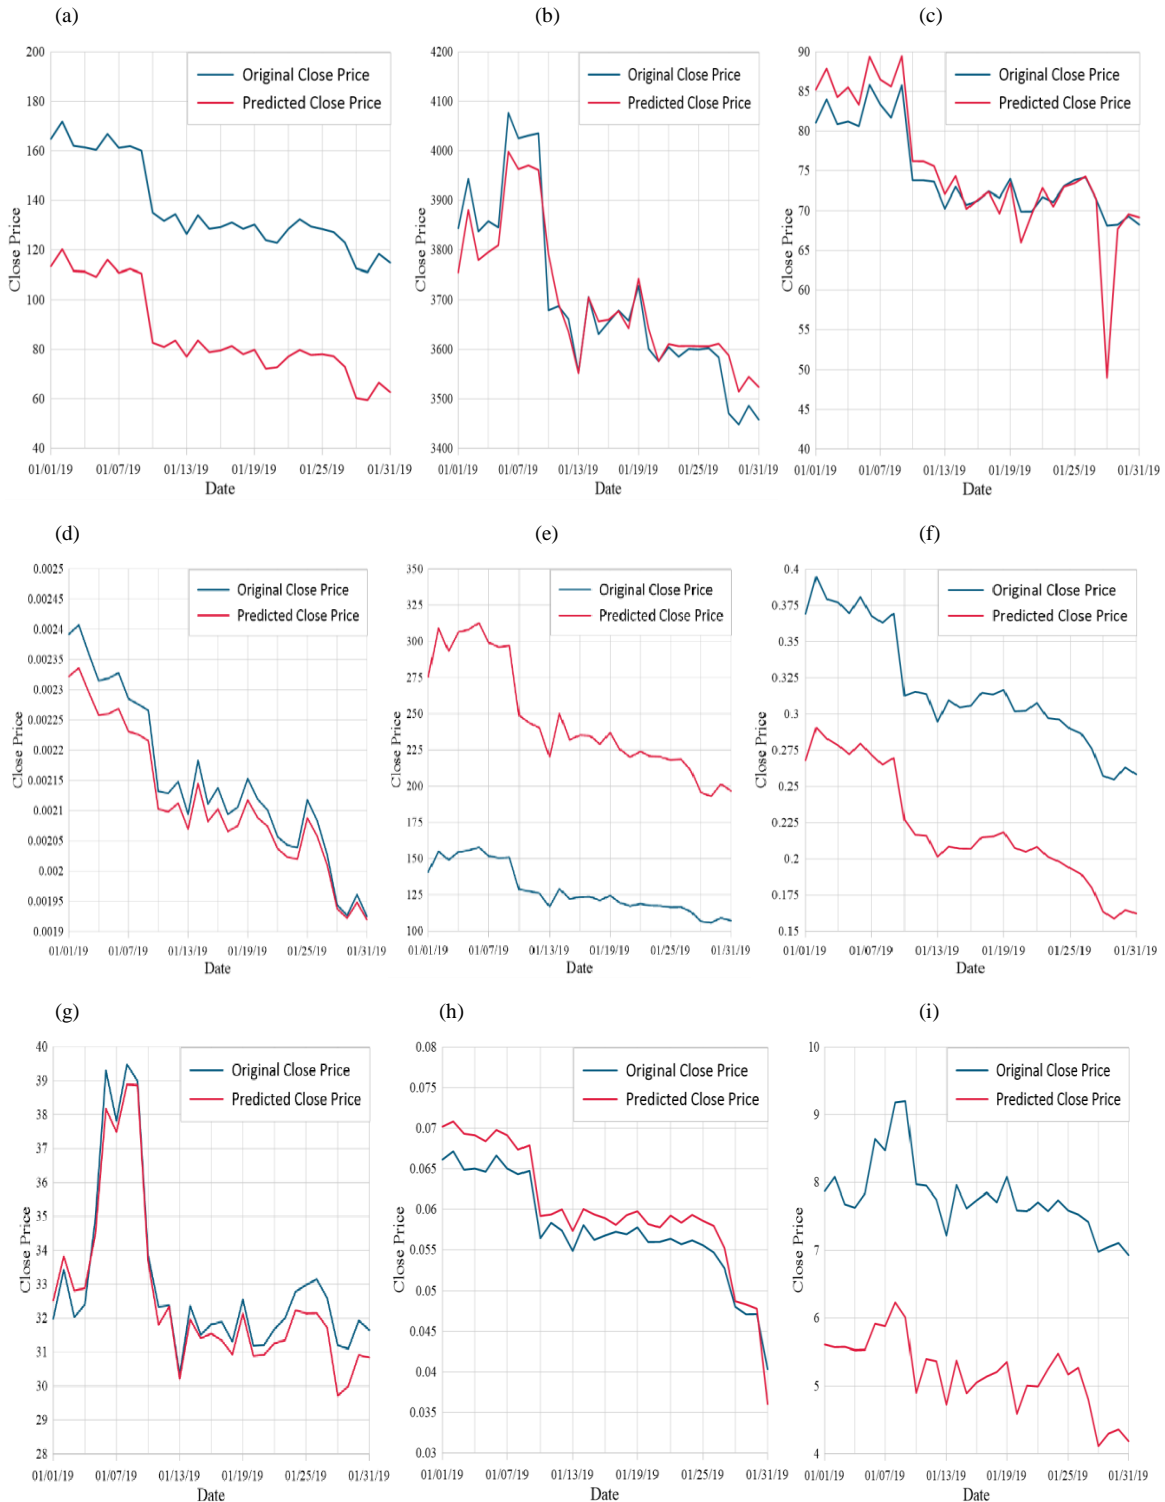 (a)
200
180
160
140
120
100
80
60
40
Close Price
Original Close Price
Predicted Close Price
01/01/19 01/07/19 01/13/19 01/19/19 01/25/19 01/31/19
Date
(b)
4200
4100
4000
3900
3800
3700
3600
3500
3400
Close Price
Original Close Price
Predicted Close Price
01/01/19 01/07/19 01/13/19 01/19/19 01/25/19 01/31/19
Date
(c)
90
85
80
75
70
65
60
55
50
45
40
Close Price
Original Close Price
Predicted Close Price
01/01/19 01/07/19 01/13/19 01/19/19 01/25/19 01/31/19
Date
(d)
0.0025
0.00245
0.0024
0.00235
0.0023
0.00225
0.0022
0.00215
0.0021
0.00205
0.002
0.00195
0.0019
Close Price
Original Close Price
Predicted Close Price
01/01/19 01/07/19 01/13/19 01/19/19 01/25/19 01/31/19
Date
(e)
350
325
300
275
250
225
200
175
150
125
100
Close Price
Original Close Price
Predicted Close Price
01/01/19 01/07/19 01/13/19 01/19/19 01/25/19 01/31/19
Date
(f)
0.4
0.375
0.35
0.325
0.3
0.275
0.25
0.225
0.2
0.175
0.15
Close Price
Original Close Price
Predicted Close Price
01/01/19 01/07/19 01/13/19 01/19/19 01/25/19 01/31/19
Date
(g)
40
39
38
37
36
35
34
33
32
31
30
29
28
Close Price
Original Close Price
Predicted Close Price
01/01/19 01/07/19 01/13/19 01/19/19 01/25/19 01/31/19
Date
(h)
0.08
0.075
0.07
0.065
0.06
0.055
0.05
0.045
0.04
0.035
0.03
Close Price
Original Close Price
Predicted Close Price
01/01/19 01/07/19 01/13/19 01/19/19 01/25/19 01/31/19
Date
(i)
10
9
8
7
6
5
4
Close Price
Original Close Price
Predicted Close Price
01/01/19 01/07/19 01/13/19 01/19/19 01/25/19 01/31/19
Date